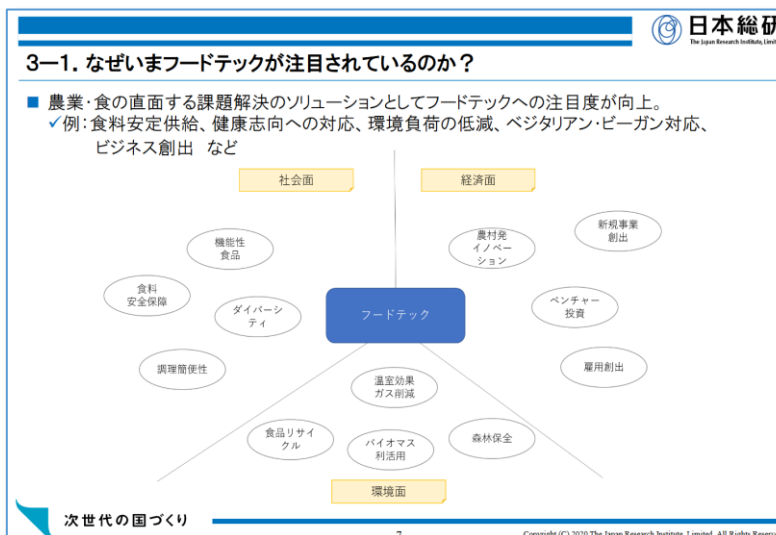 日本総研
The Japan Research Institute, Limited
3－1．なぜいまフードテックが注目されているのか？
■ 農業・食の直面する課題解決のソリューションとしてフードテックへの注目度が向上。
✓例：食料安定供給、健康志向への対応、環境負荷の低減、ベジタリアン・ビーガン対応、
ビジネス創出 など
社会面
経済面
機能性
食品
食料
安全保障
ダイバーシ
ティ
調理簡便性
農村発
イノベー
ション
新規事業
創出
ベンチャー
投資
雇用創出
フードテック
温室効果
ガス削減
食品リサイ
クル
バイオマス
利活用
森林保全
環境面
次世代の国づくり
7
Copyright (C) 2020 The Japan Research Institute, Limited. All Rights Reserv